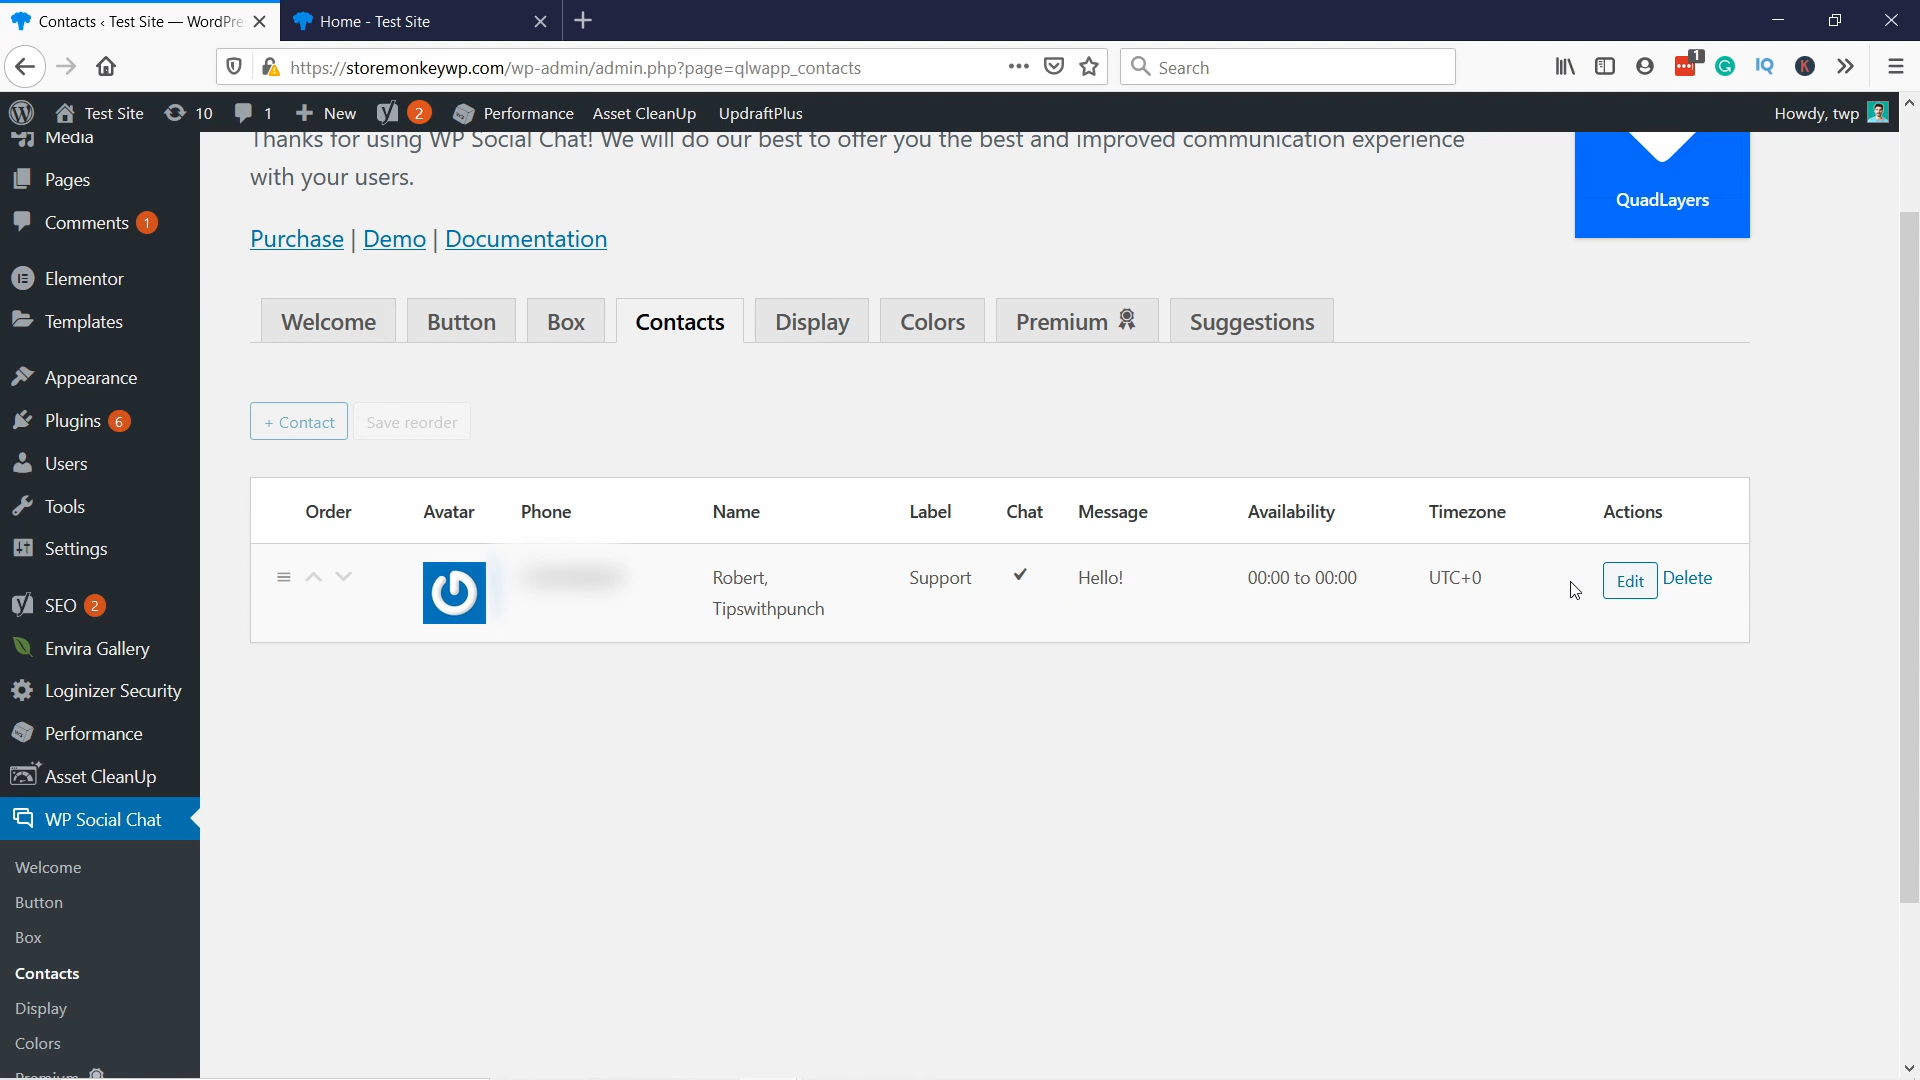 Contacts ‹ Test Site — WordPre
Home - Test Site
https://storemonkeywp.com/wp-admin/admin.php?page=qlwapp_contacts
Search
1
IQ
K
Test Site
10
1
New
2
Performance
Asset CleanUp
UpdraftPlus
Howdy, twp
Media
Pages
Comments 1
Elementor
Templates
Appearance
Plugins 6
Users
Tools
Settings
SEO 2
Envira Gallery
Loginizer Security
Performance
Asset CleanUp
WP Social Chat
Welcome
Button
Box
Contacts
Display
Colors
Premium
Thanks for using WP Social Chat! We will do our best to offer you the best and improved communication experience
with your users.
QuadLayers
Purchase | Demo | Documentation
Welcome
Button
Box
Contacts
Display
Colors
Premium
Suggestions
+ Contact
Save reorder
Order
Avatar
Phone
Name
Label
Chat
Message
Availability
Timezone
Actions
Robert,
Tipswithpunch
Support
Hello!
00:00 to 00:00
UTC+0
Edit
Delete